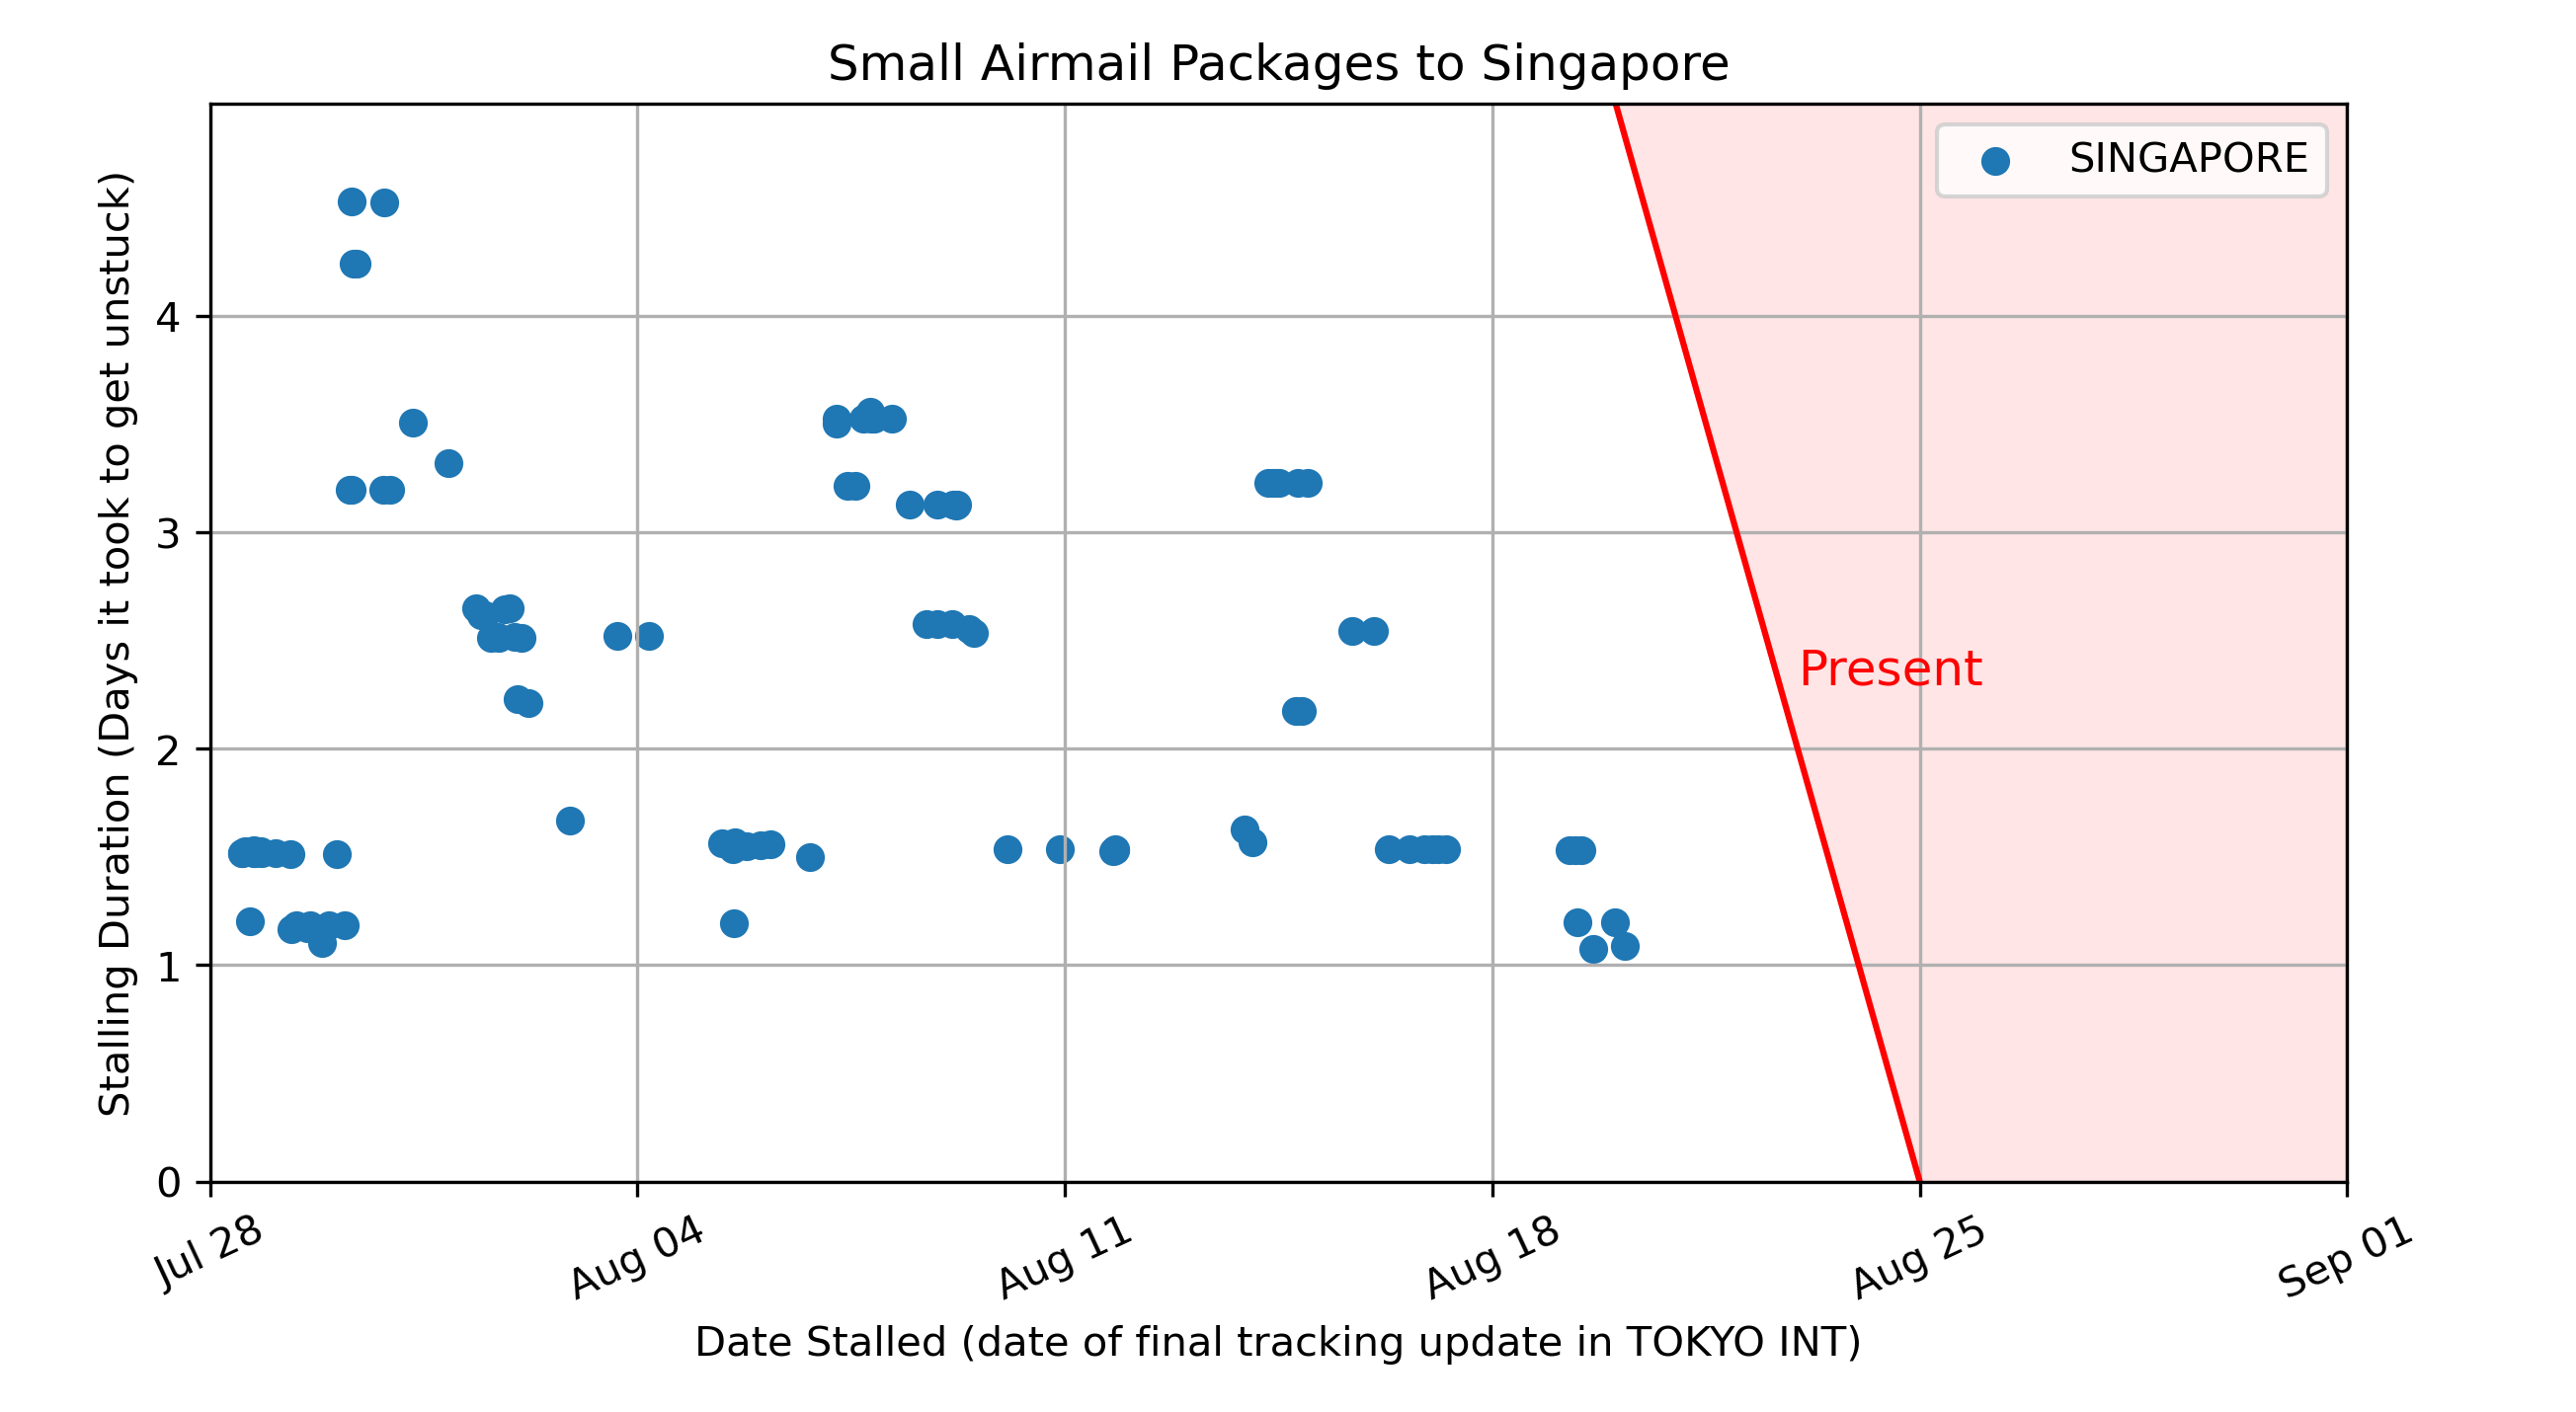 Small Airmail Packages to Singapore
SINGAPORE
Stalling Duration (Days it took to get unstuck)
4
3
2
1
0
Present
Jul 28
Aug 04
Aug 11
Aug 18
Aug 25
Sep 01
Date Stalled (date of final tracking update in TOKYO INT)